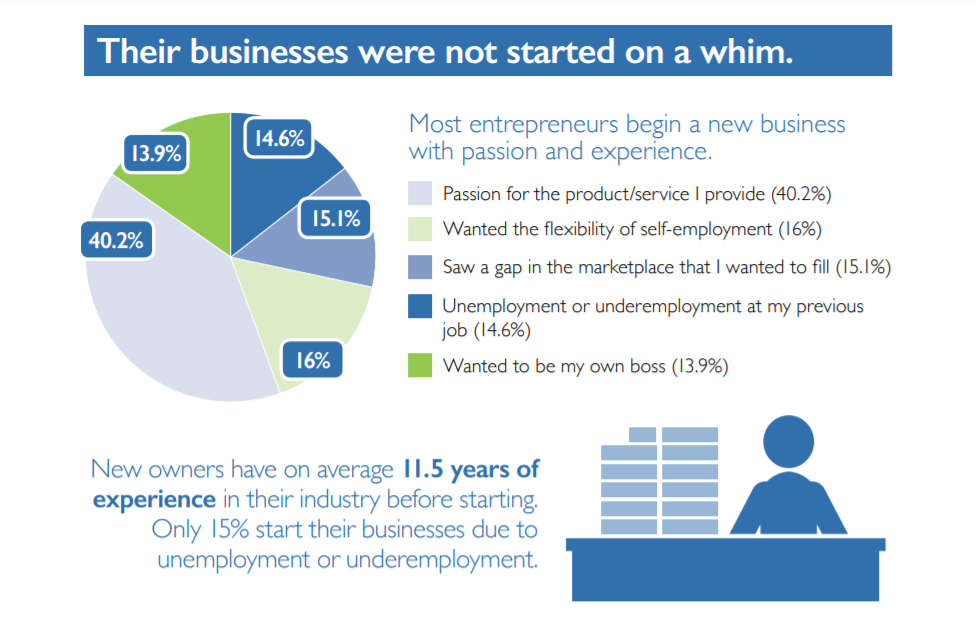 Their businesses were not started on a whim.
14.6%
13.9%
15.1%
40.2%
16%
Most entrepreneurs begin a new business
with passion and experience.
Passion for the product/service I provide (40.2%)
Wanted the flexibility of self-employment (16%)
Saw a gap in the marketplace that I wanted to fill (15.1%)
Unemployment or underemployment at my previous
job (14.6%)
Wanted to be my own boss (13.9%)
New owners have on average 11.5 years of
experience in their industry before starting.
Only 15% start their businesses due to
unemployment or underemployment.